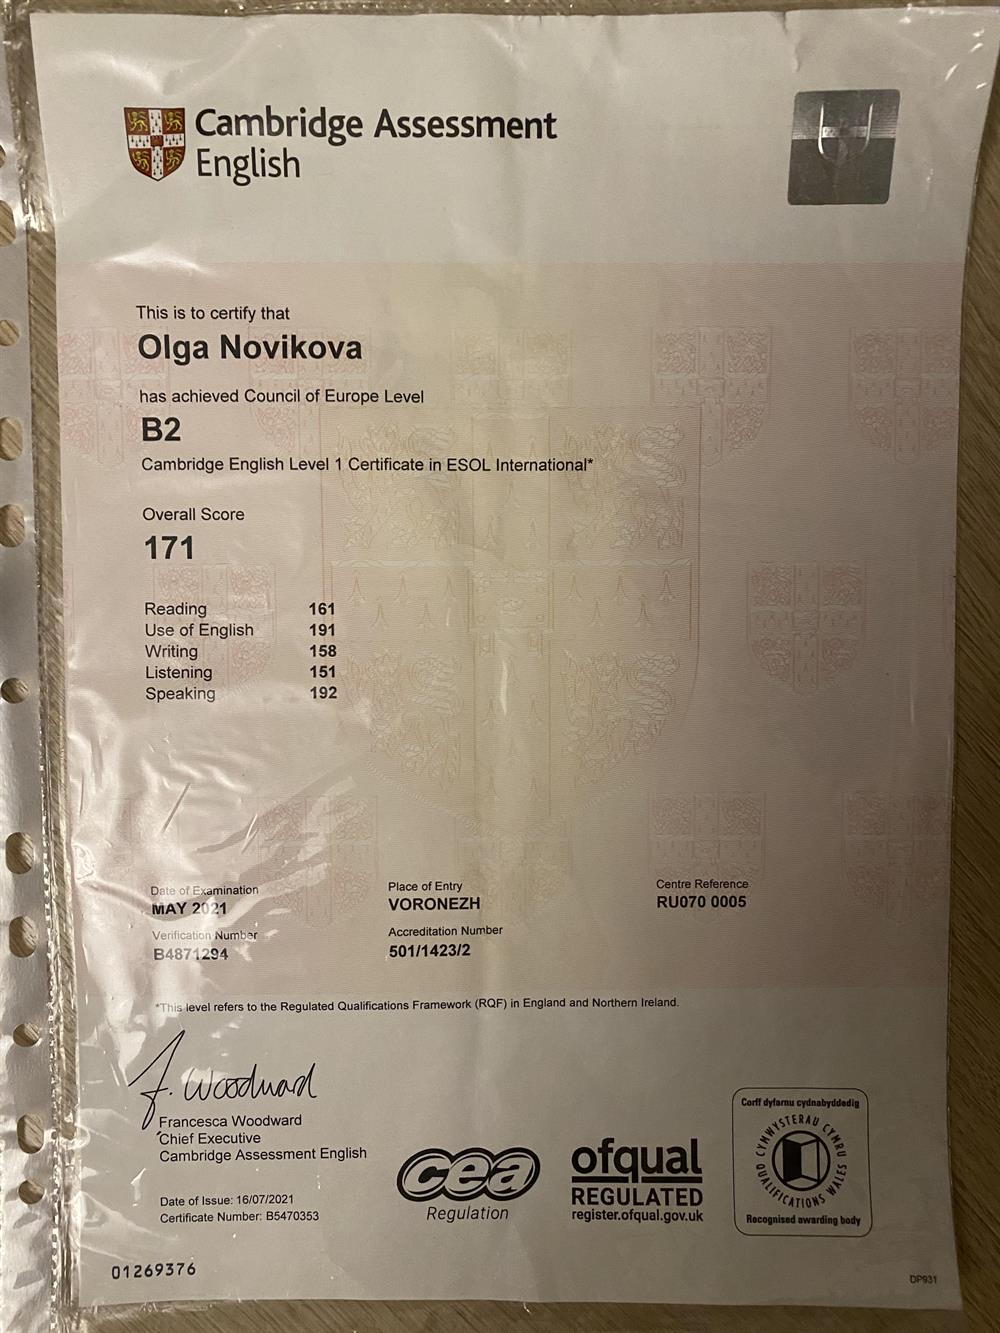 Cambridge Assessment
English
This is to certify that
Olga Novikova
has achieved Council of Europe Level
B2
Cambridge English Level 1 Certificate in ESOL International*
Overall Score
171
Reading 161
Use of English 191
Writing 158
Listening 151
Speaking 192
Date of Examination
MAY 2021
Place of Entry
VORONEZH
Centre Reference
RU070 0005
Verification Number
B4871294
Accreditation Number
501/1423/2
*This level refers to the Regulated Qualifications Framework (RQF) in England and Northern Ireland.
F. Woodward
Francesca Woodward
Chief Executive
Cambridge Assessment English
Date of Issue: 16/07/2021
Certificate Number: B5470353
cea
Regulation
ofqual
REGULATED
register.ofqual.gov.uk
Corff dyfarnu cydnabyddedig
CYMWYSTERAU CYMRU
QUALIFICATIONS WALES
Recognised awarding body
01269376
DP931